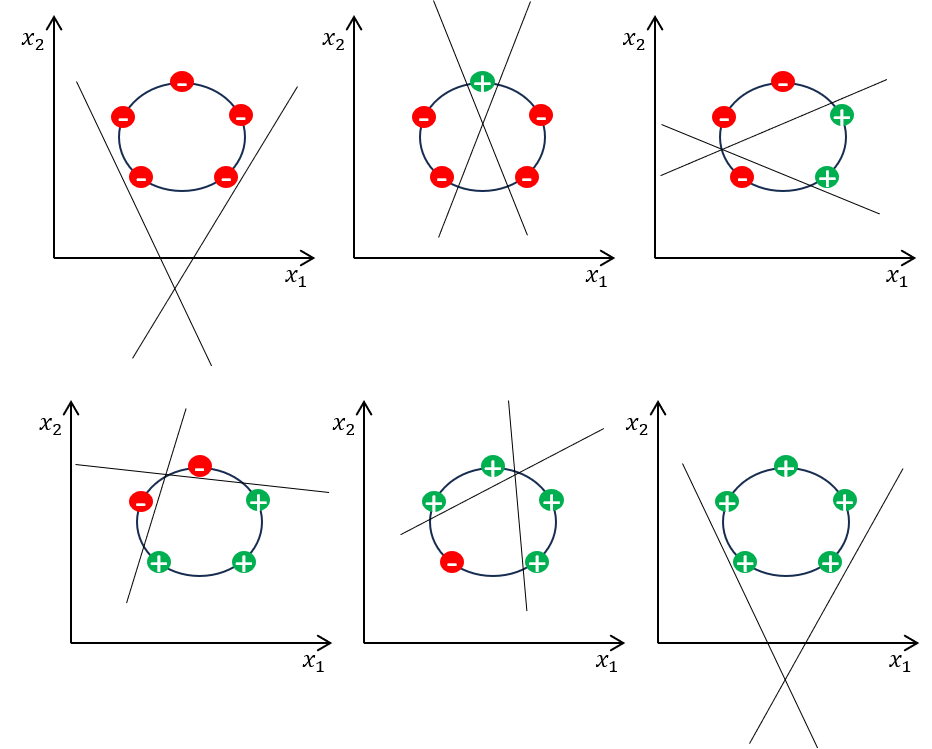 x₂
-
-
-
-
-
x₁
x₂
+
-
-
-
-
x₁
x₂
-
-
+
-
+
x₁
x₂
-
-
+
+
+
x₁
x₂
+
+
+
-
+
x₁
x₂
+
+
+
+
+
x₁